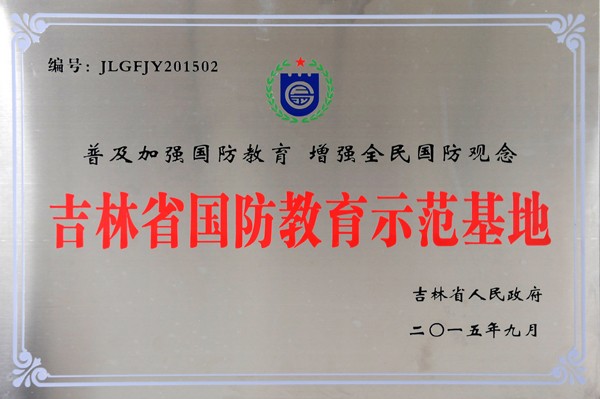 编号：JLGFJY201502
普及加强国防教育 增强全民国防观念
吉林省国防教育示范基地
吉林省人民政府
二〇一五年九月